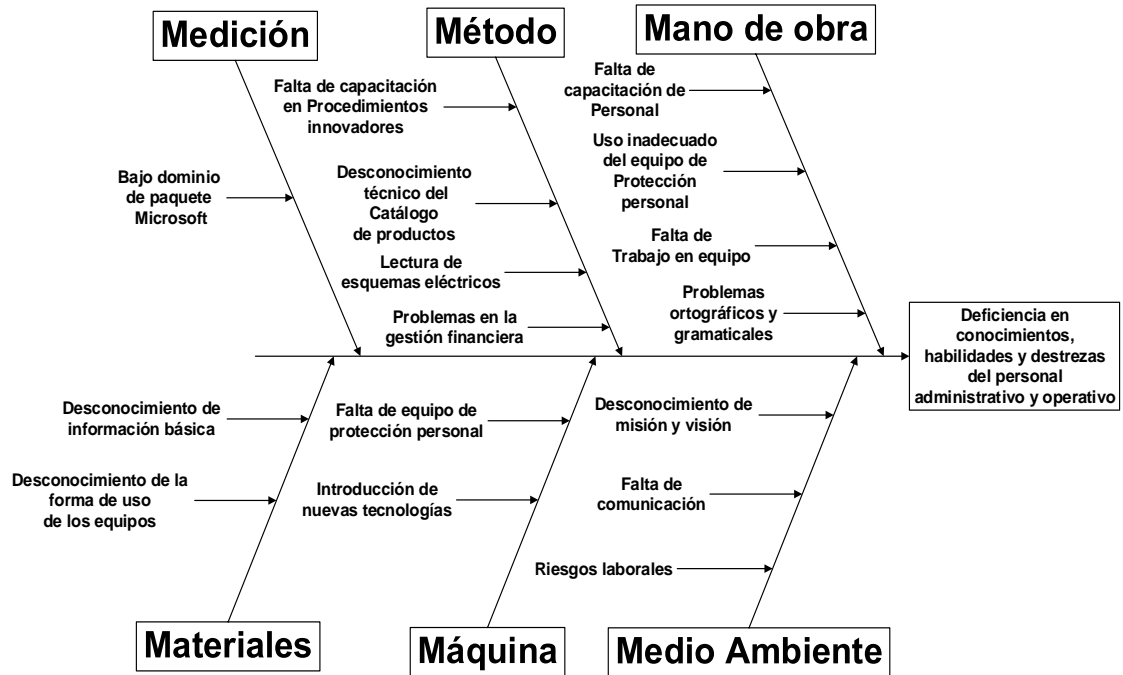 Medición
Método
Mano de obra
Bajo dominio
de paquete
Microsoft
Falta de capacitación
en Procedimientos
innovadores
Desconocimiento
técnico del
Catálogo
de productos
Lectura de
esquemas eléctricos
Problemas en la
gestión financiera
Falta de
capacitación de
Personal
Uso inadecuado
del equipo de
Protección
personal
Falta de
Trabajo en equipo
Problemas
ortográficos y
gramaticales
Deficiencia en
conocimientos,
habilidades y destrezas
del personal
administrativo y operativo
Desconocimiento de
información básica
Desconocimiento de la
forma de uso
de los equipos
Falta de equipo de
protección personal
Introducción de
nuevas tecnologías
Desconocimiento de
misión y visión
Falta de
comunicación
Riesgos laborales
Materiales
Máquina
Medio Ambiente